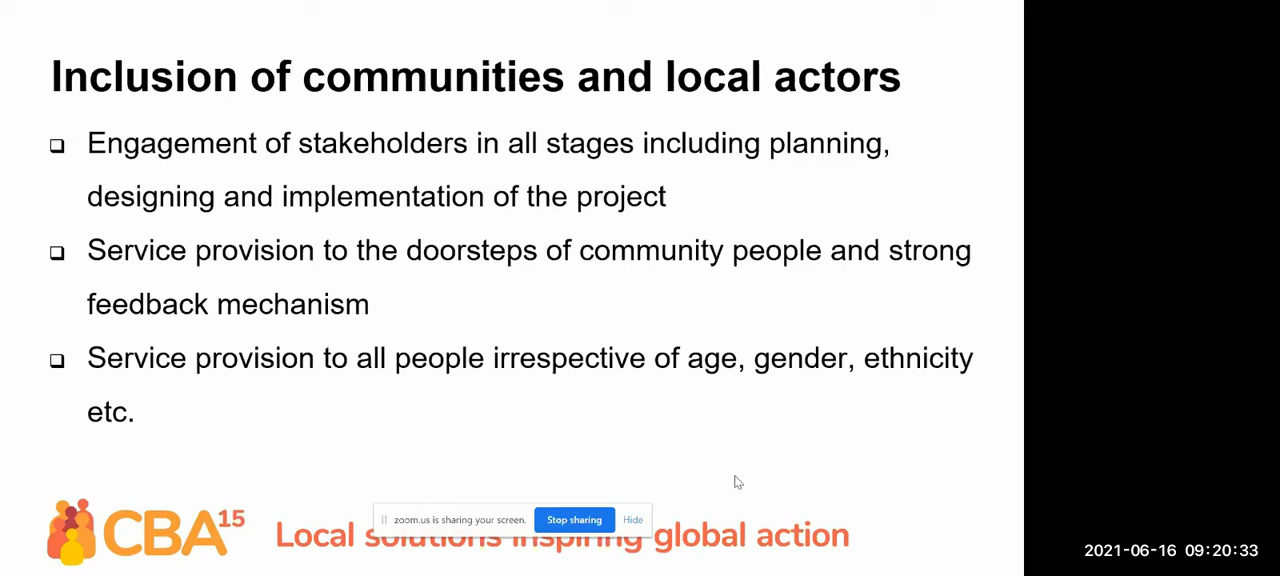 Inclusion of communities and local actors
Engagement of stakeholders in all stages including planning,
designing and implementation of the project
Service provision to the doorsteps of community people and strong
feedback mechanism
Service provision to all people irrespective of age, gender, ethnicity
etc.
CBA15
zoom.us is sharing your screen. Stop sharing Hide
Local solutions inspiring global action
2021-06-16 09:20:33